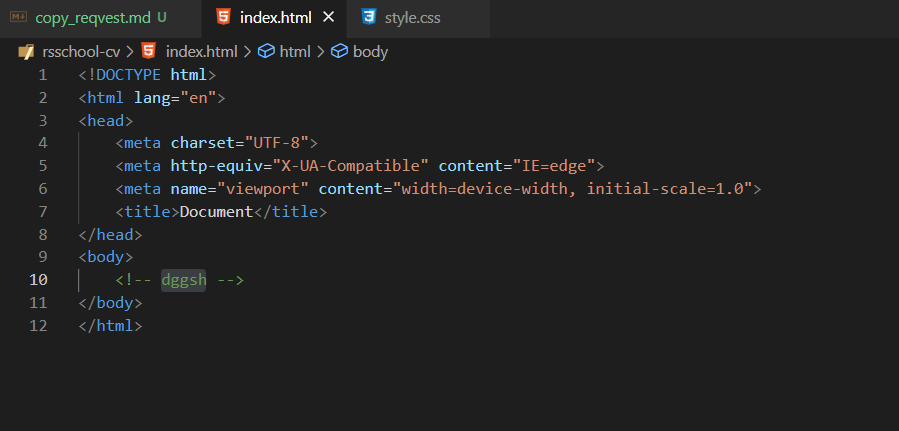 copy_reqvest.md U index.html × style.css
rsschool-cv > index.html > html > body
1 <!DOCTYPE html>
2 <html lang="en">
3 <head>
4     <meta charset="UTF-8">
5     <meta http-equiv="X-UA-Compatible" content="IE=edge">
6     <meta name="viewport" content="width=device-width, initial-scale=1.0">
7     <title>Document</title>
8 </head>
9 <body>
10     <!-- dggsh -->
11 </body>
12 </html>